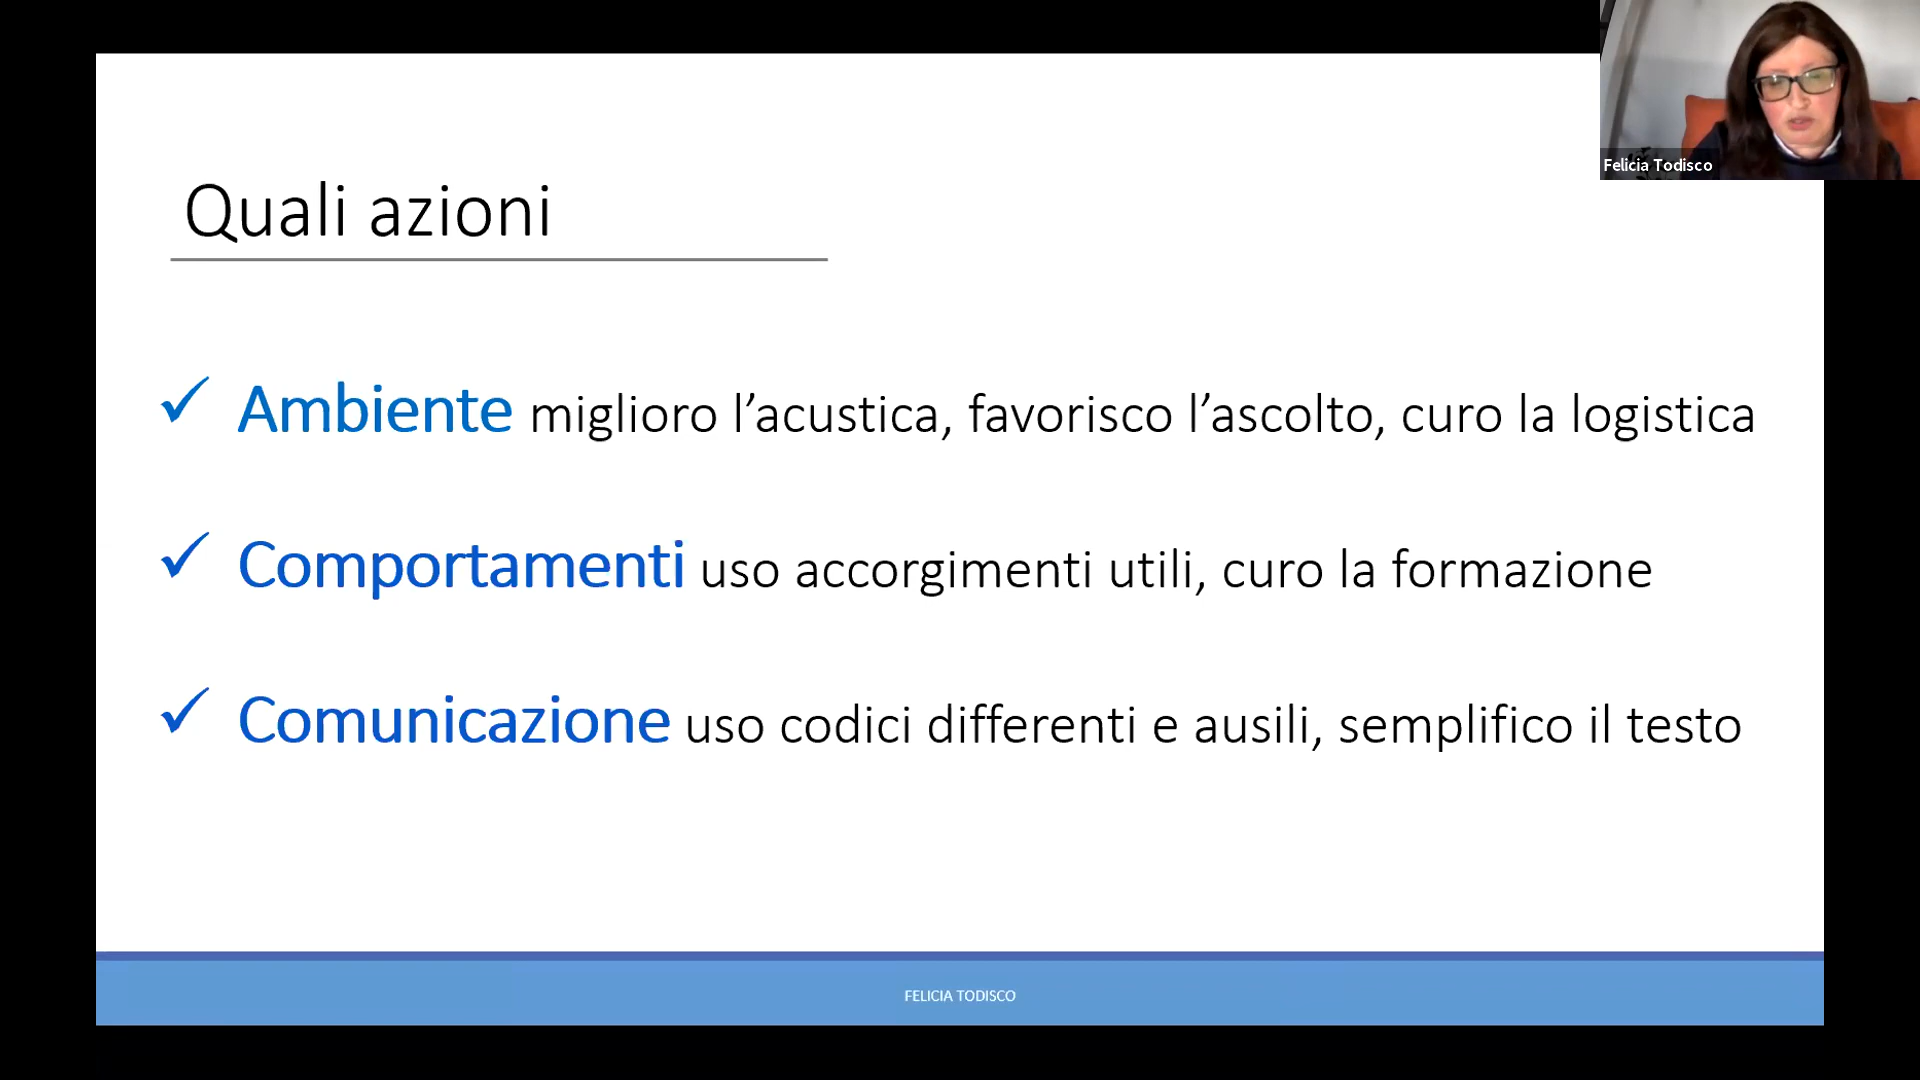 Felicia Todisco
Quali azioni
✓ Ambiente miglioro l’acustica, favorisco l’ascolto, curo la logistica
✓ Comportamenti uso accorgimenti utili, curo la formazione
✓ Comunicazione uso codici differenti e ausili, semplifico il testo
FELICIA TODISCO